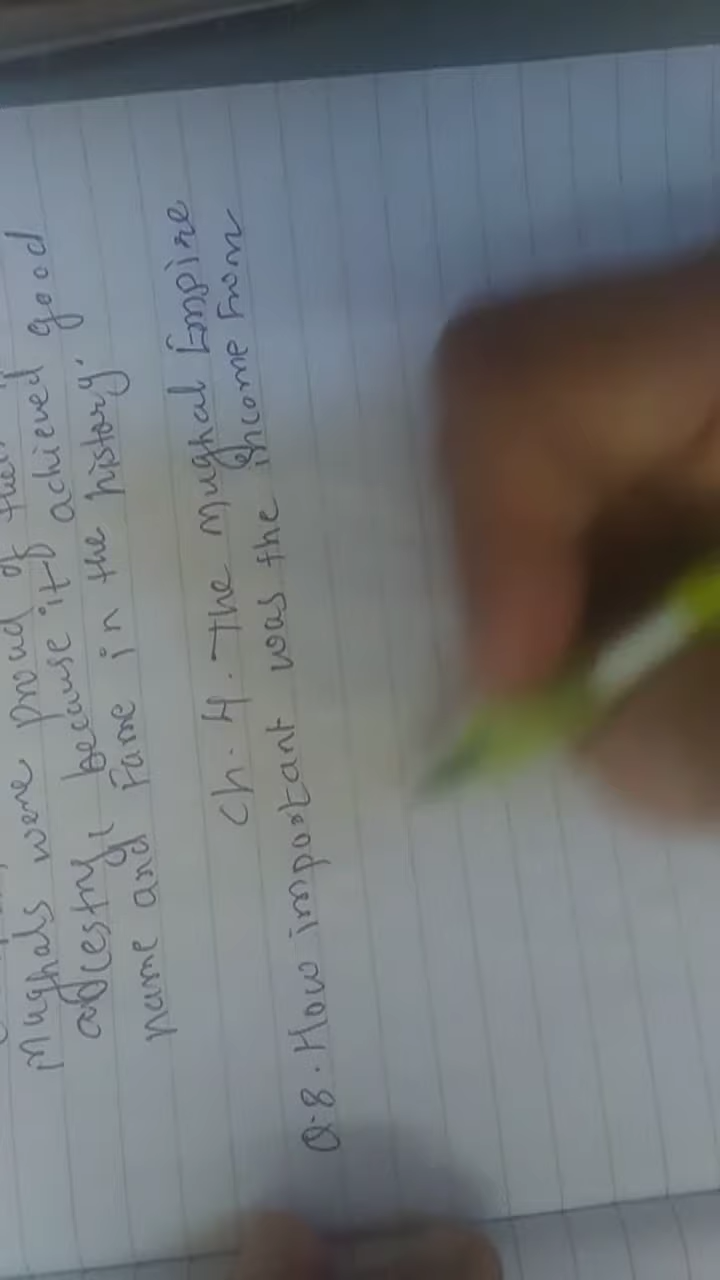 Mughals were proud of their
adcestry, because it achieved good
name and Fame in the history.
Ch. 4. The Mughal Empire
Q.8. How important was the income From